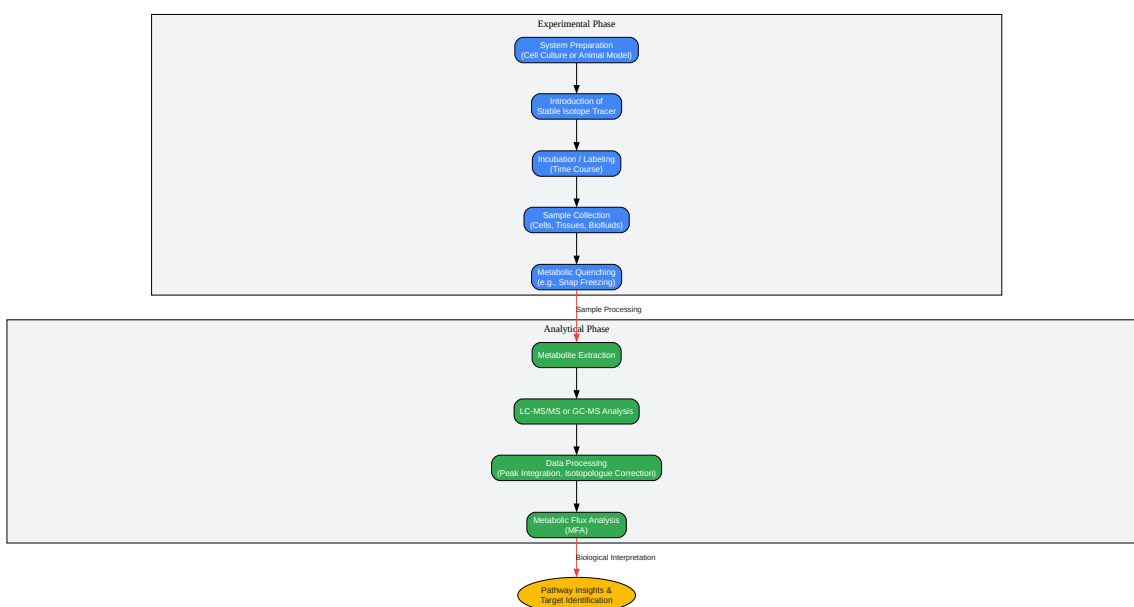 Experimental Phase
System Preparation
(Cell Culture or Animal Model)
Introduction of
Stable Isotope Tracer
Incubation / Labeling
(Time Course)
Sample Collection
(Cells, Tissues, Biofluids)
Metabolic Quenching
(e.g., Snap Freezing)
Sample Processing
Analytical Phase
Metabolite Extraction
LC-MS/MS or GC-MS Analysis
Data Processing
(Peak Integration, Isotopologue Correction)
Metabolic Flux Analysis
(MFA)
Biological Interpretation
Pathway Insights &
Target Identification